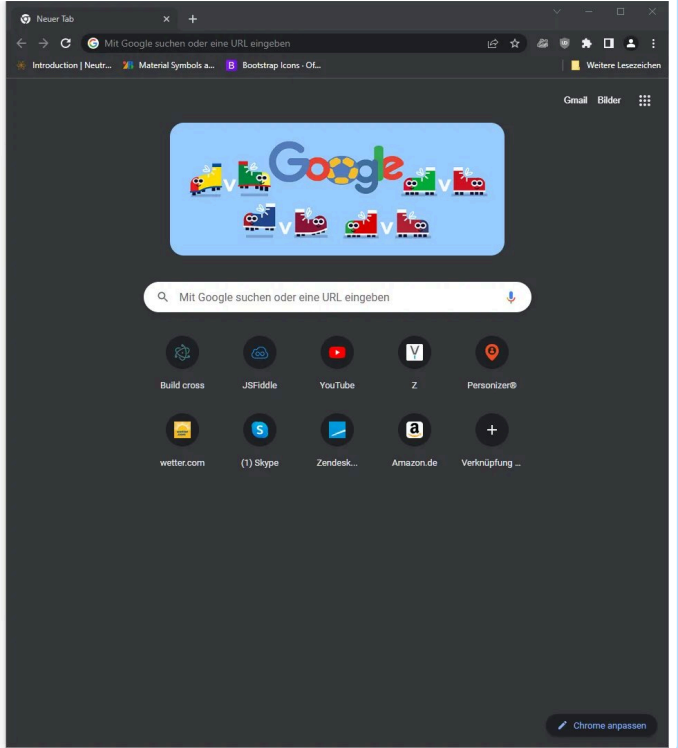 Neuer Tab
Mit Google suchen oder eine URL eingeben
Introduction | Neutr...
Material Symbols a...
B
Bootstrap Icons · Of...
Weitere Lesezeichen
Gmail
Bilder
Google
v
v
v
v
Mit Google suchen oder eine URL eingeben
Build cross
JSFiddle
YouTube
Y
Z
Personizer®
wetter.com
S
(1) Skype
Zendesk...
a
Amazon.de
Verknüpfung ...
Chrome anpassen